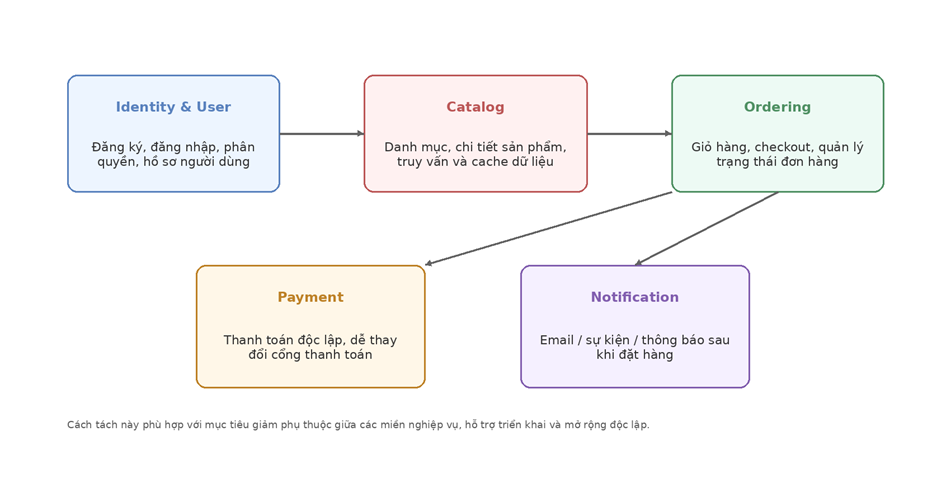 Identity & User
Đăng ký, đăng nhập, phân
quyền, hồ sơ người dùng
Catalog
Danh mục, chi tiết sản phẩm,
truy vấn và cache dữ liệu
Ordering
Giỏ hàng, checkout, quản lý
trạng thái đơn hàng
Payment
Thanh toán độc lập, dễ thay
đổi cổng thanh toán
Notification
Email / sự kiện / thông báo sau
khi đặt hàng
Cách tách này phù hợp với mục tiêu giảm phụ thuộc giữa các miền nghiệp vụ, hỗ trợ triển khai và mở rộng độc lập.